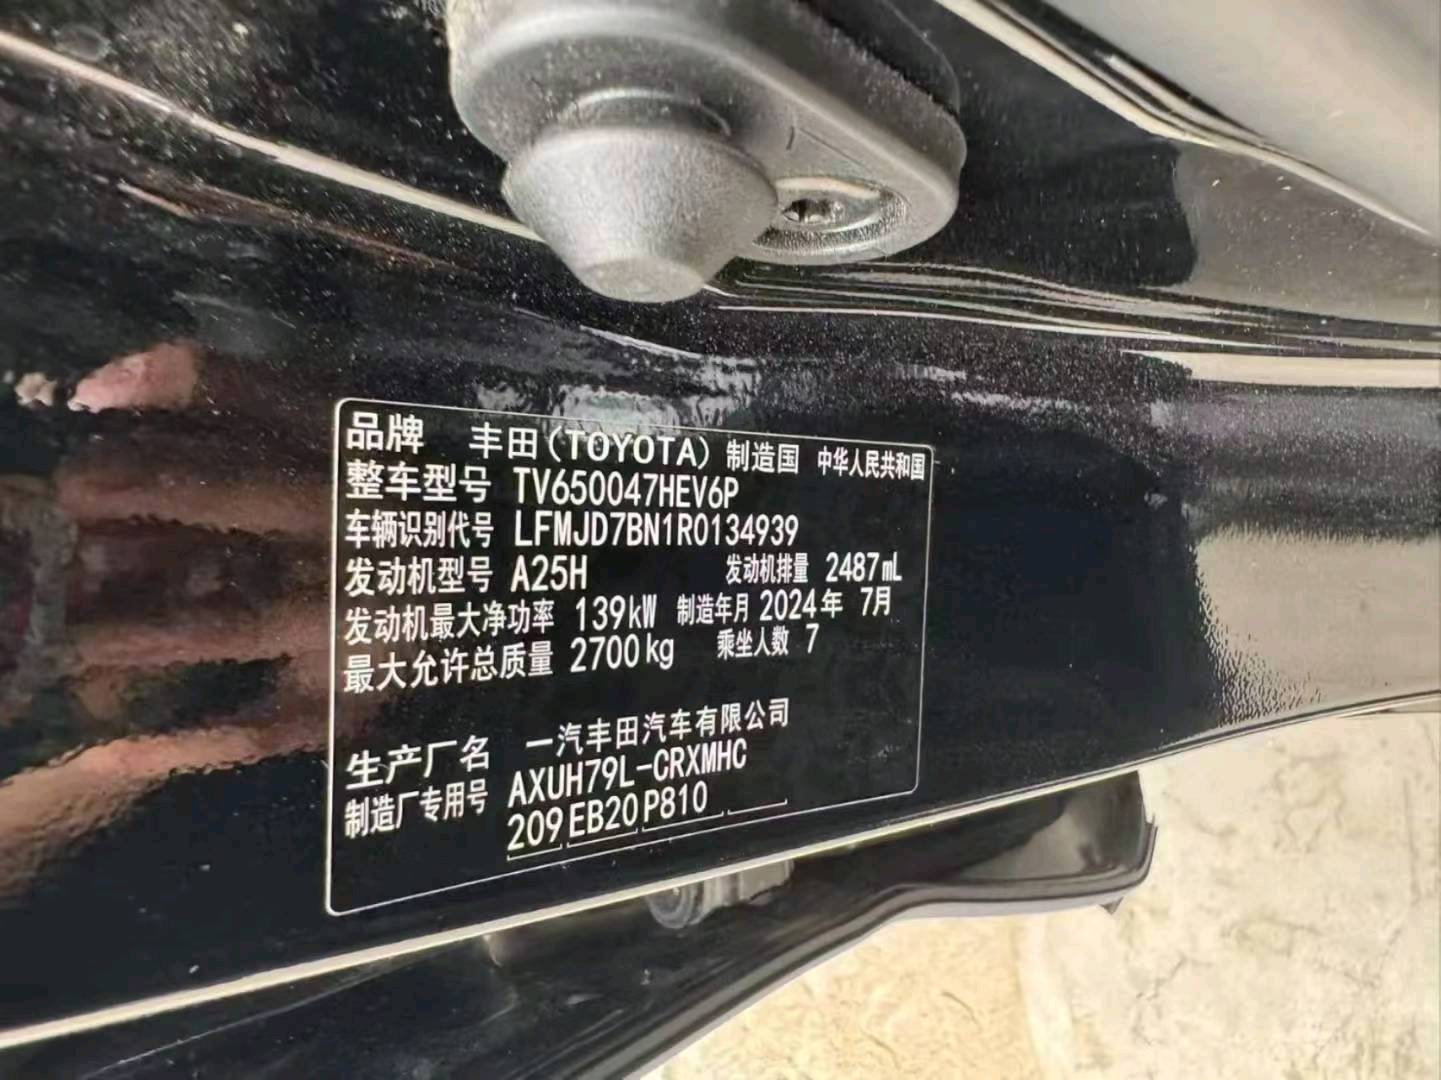 品牌 丰田(TOYOTA) 制造国 中华人民共和国
整车型号 TV650047HEV6P
车辆识别代号 LFMJD7BN1R0134939
发动机型号 A25H 发动机排量 2487mL
发动机最大净功率 139kW 制造年月 2024年 7月
最大允许总质量 2700kg 乘坐人数 7
生产厂名 一汽丰田汽车有限公司
制造厂专用号 AXUH79L-CRXMHC
209 EB20 P810